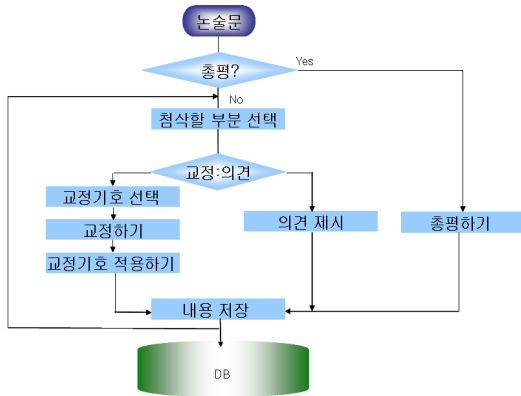 논술문
총평?
Yes
No
첨삭할 부분 선택
교정:의견
교정기호 선택
교정하기
교정기호 적용하기
의견 제시
총평하기
내용 저장
DB